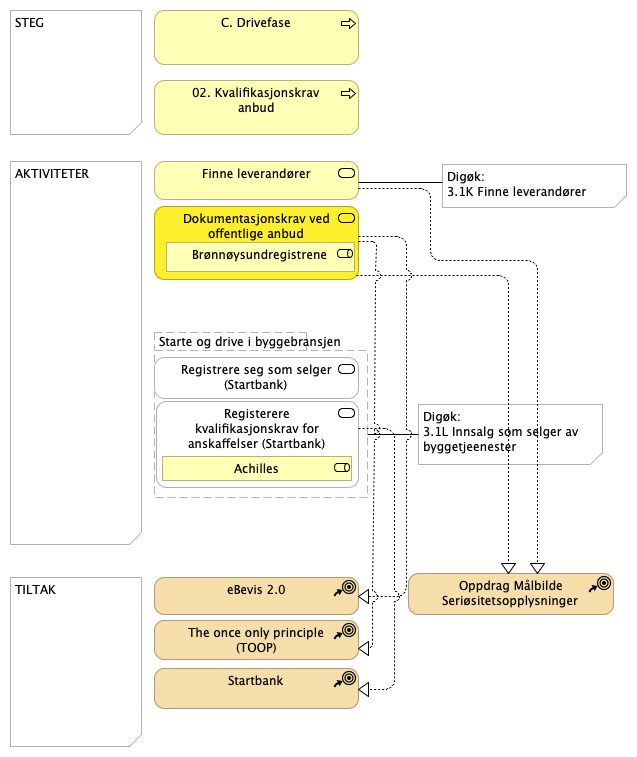 STEG
C. Drivefase
02. Kvalifikasjonskrav
anbud
AKTIVITETER
Finne leverandører
Digøk:
3.1K Finne leverandører
Dokumentasjonskrav ved
offentlige anbud
Brønnøysundregistrene
Starte og drive i byggebransjen
Registrere seg som selger
(Startbank)
Registerere
kvalifikasjonskrav for
anskaffelser (Startbank)
Achilles
Digøk:
3.1L Innsalg som selger av
byggetjeenester
TILTAK
eBevis 2.0
The once only principle
(TOOP)
Startbank
Oppdrag Målbilde
Seriøsitetsopplysninger